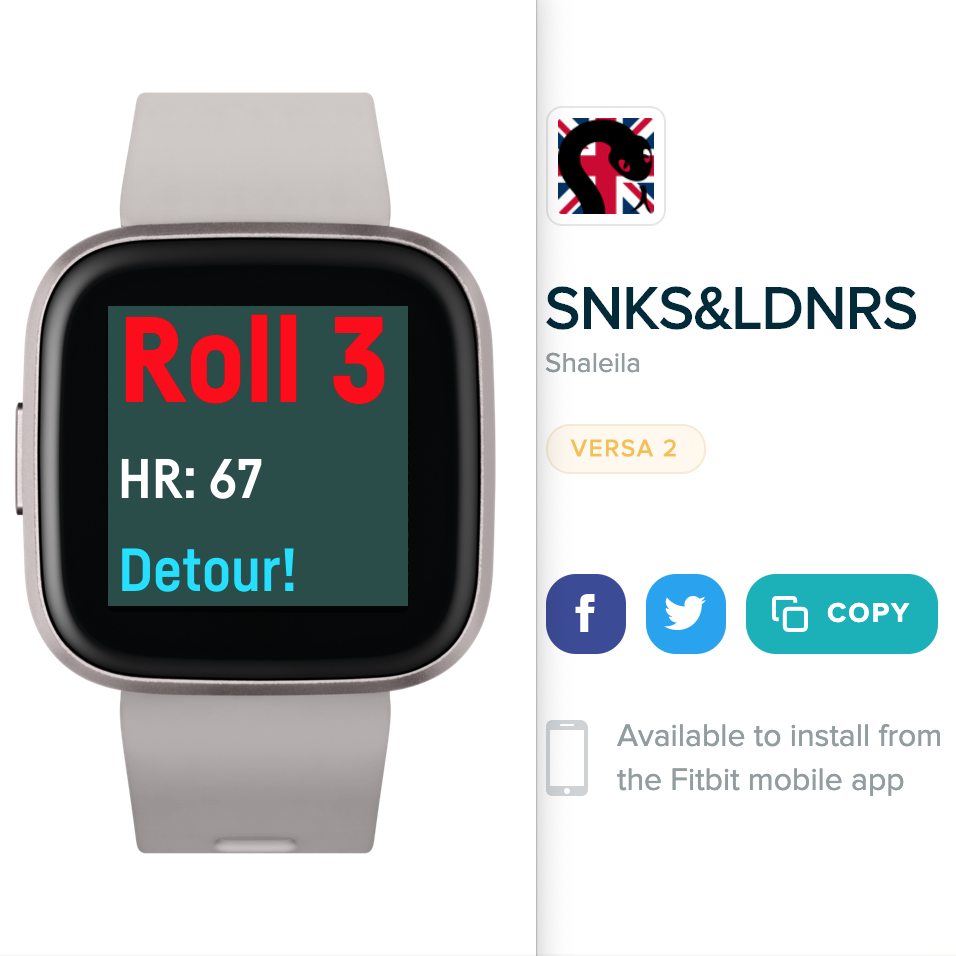 Roll 3
HR: 67
Detour!
SNKS&LDNRS
Shaleila
VERSA 2
f
COPY
Available to install from
the Fitbit mobile app